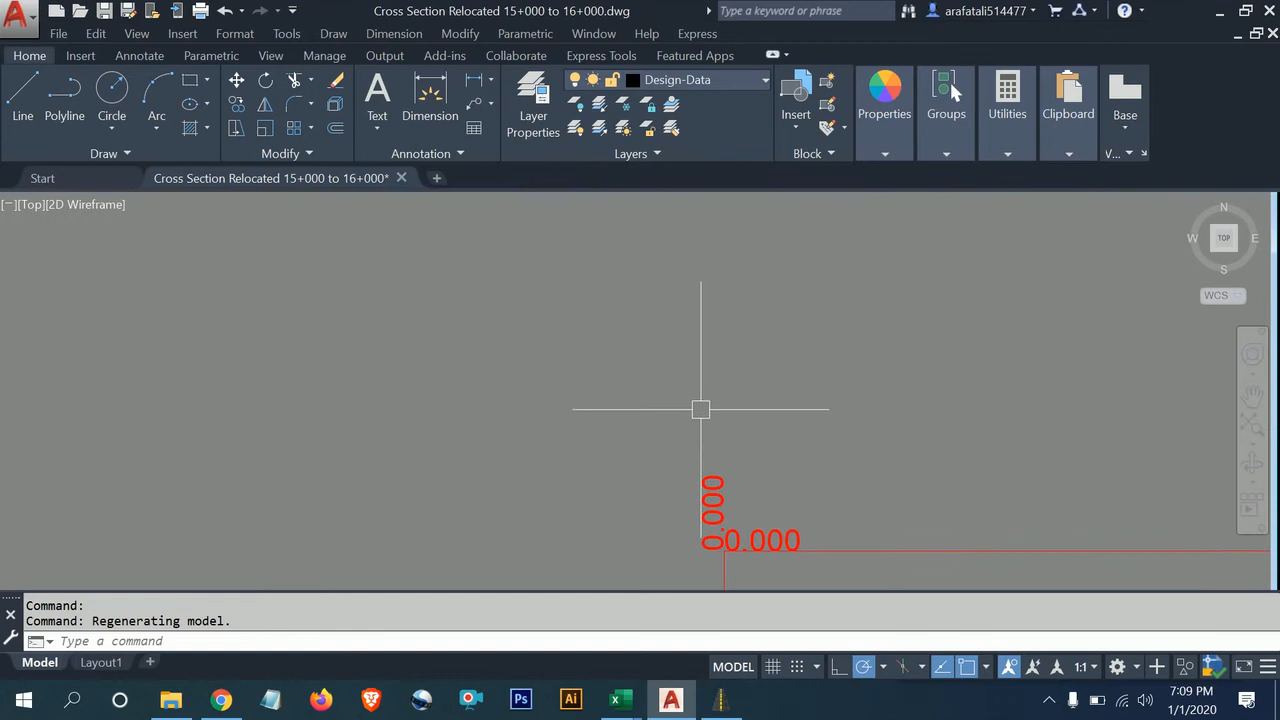 Cross Section Relocated 15+000 to 16+000.dwg
Type a keyword or phrase
arafatali514477
File Edit View Insert Format Tools Draw Dimension Modify Parametric Window Help Express
Home Insert Annotate Parametric View Manage Output Add-ins Collaborate Express Tools Featured Apps
Line Polyline Circle Arc
Text Dimension
Layer Properties
Design-Data
Insert
Properties Groups Utilities Clipboard Base
Draw Modify Annotation Layers Block V...
Start Cross Section Relocated 15+000 to 16+000*
[−][Top][2D Wireframe]
N
W TOP E
S
WCS
0.000
0.000
Command:
Command: Regenerating model.
Type a command
Model Layout1
MODEL 1:1
Ps Ai
7:09 PM
1/1/2020